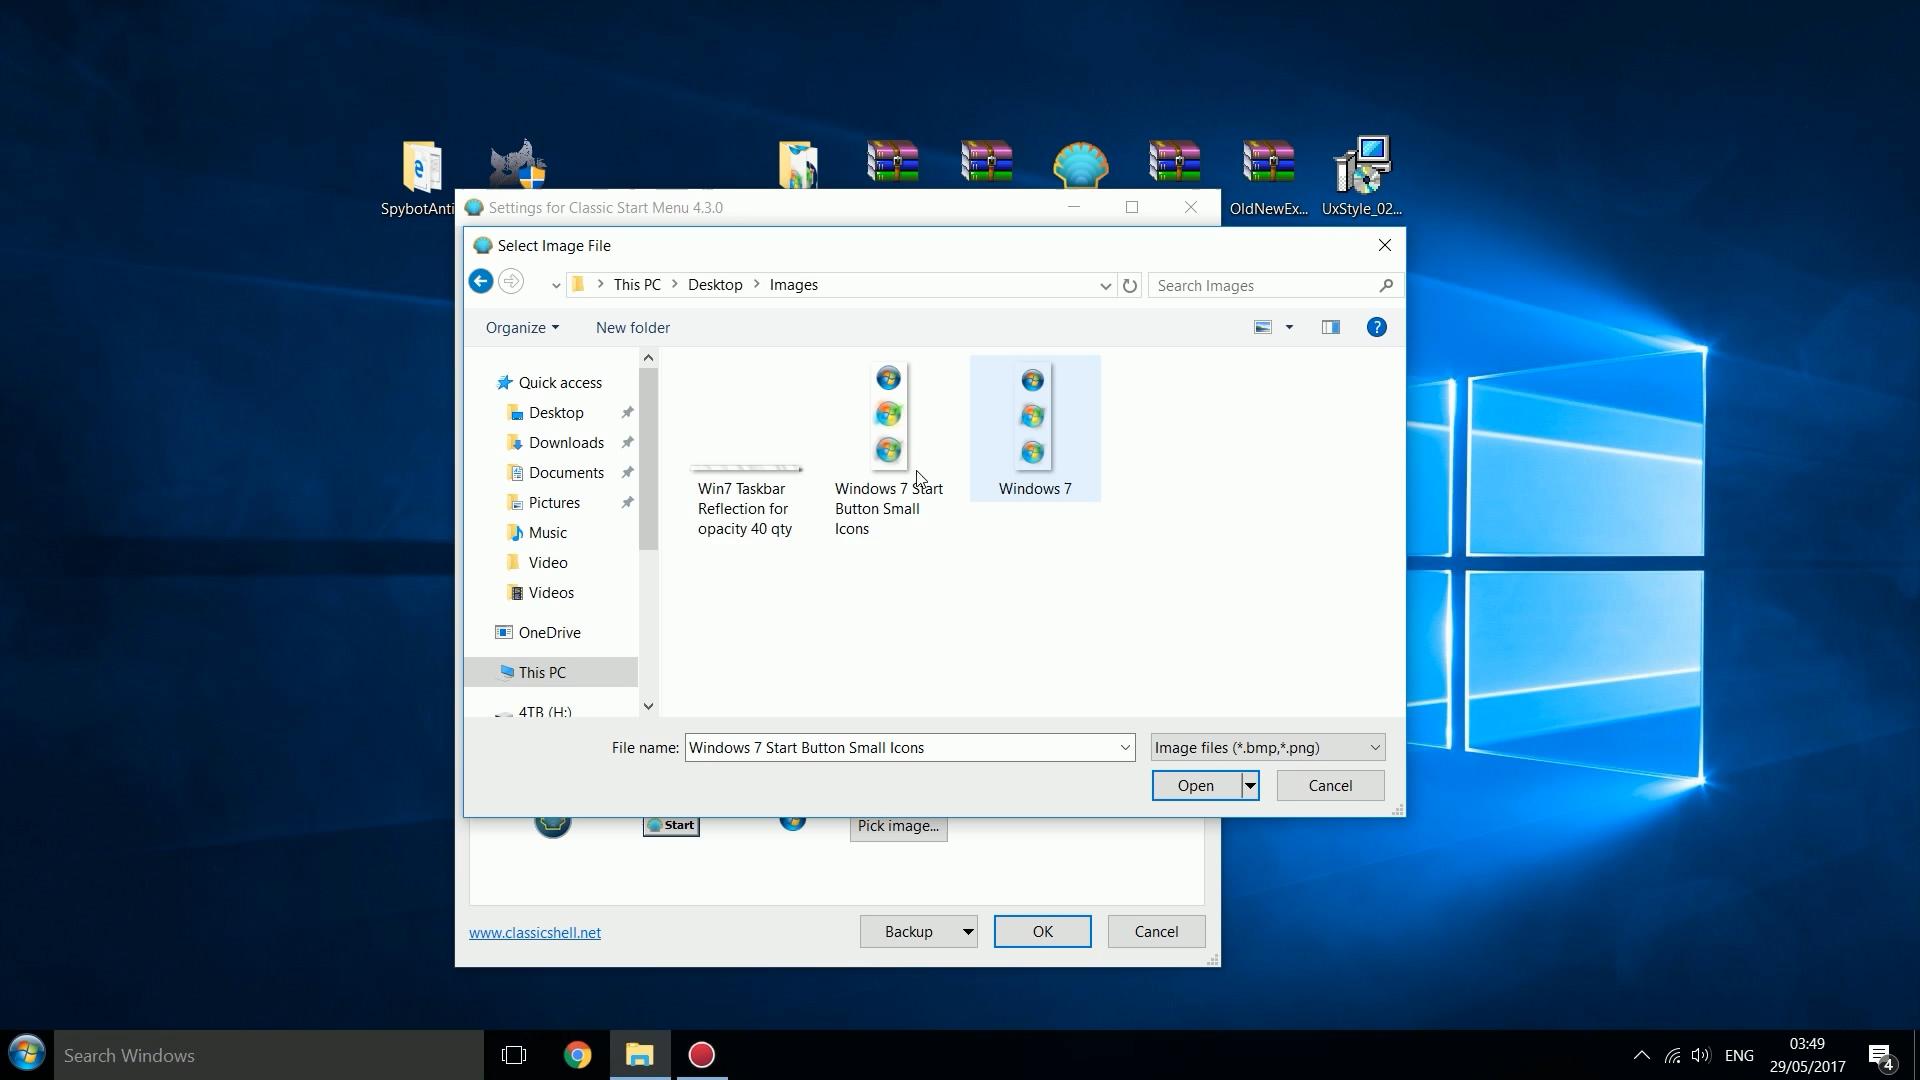 SpybotAnti
OldNewEx...
UxStyle_02...
Settings for Classic Start Menu 4.3.0
Select Image File
This PC
Desktop
Images
Search Images
Organize
New folder
Quick access
Desktop
Downloads
Documents
Pictures
Music
Video
Videos
OneDrive
This PC
4TB (H:)
Win7 Taskbar
Reflection for
opacity 40 qty
Windows 7 Start
Button Small
Icons
Windows 7
File name:
Windows 7 Start Button Small Icons
Image files (*.bmp,*.png)
Open
Cancel
Start
Pick image...
www.classicshell.net
Backup
OK
Cancel
Search Windows
ENG
03:49
29/05/2017
4